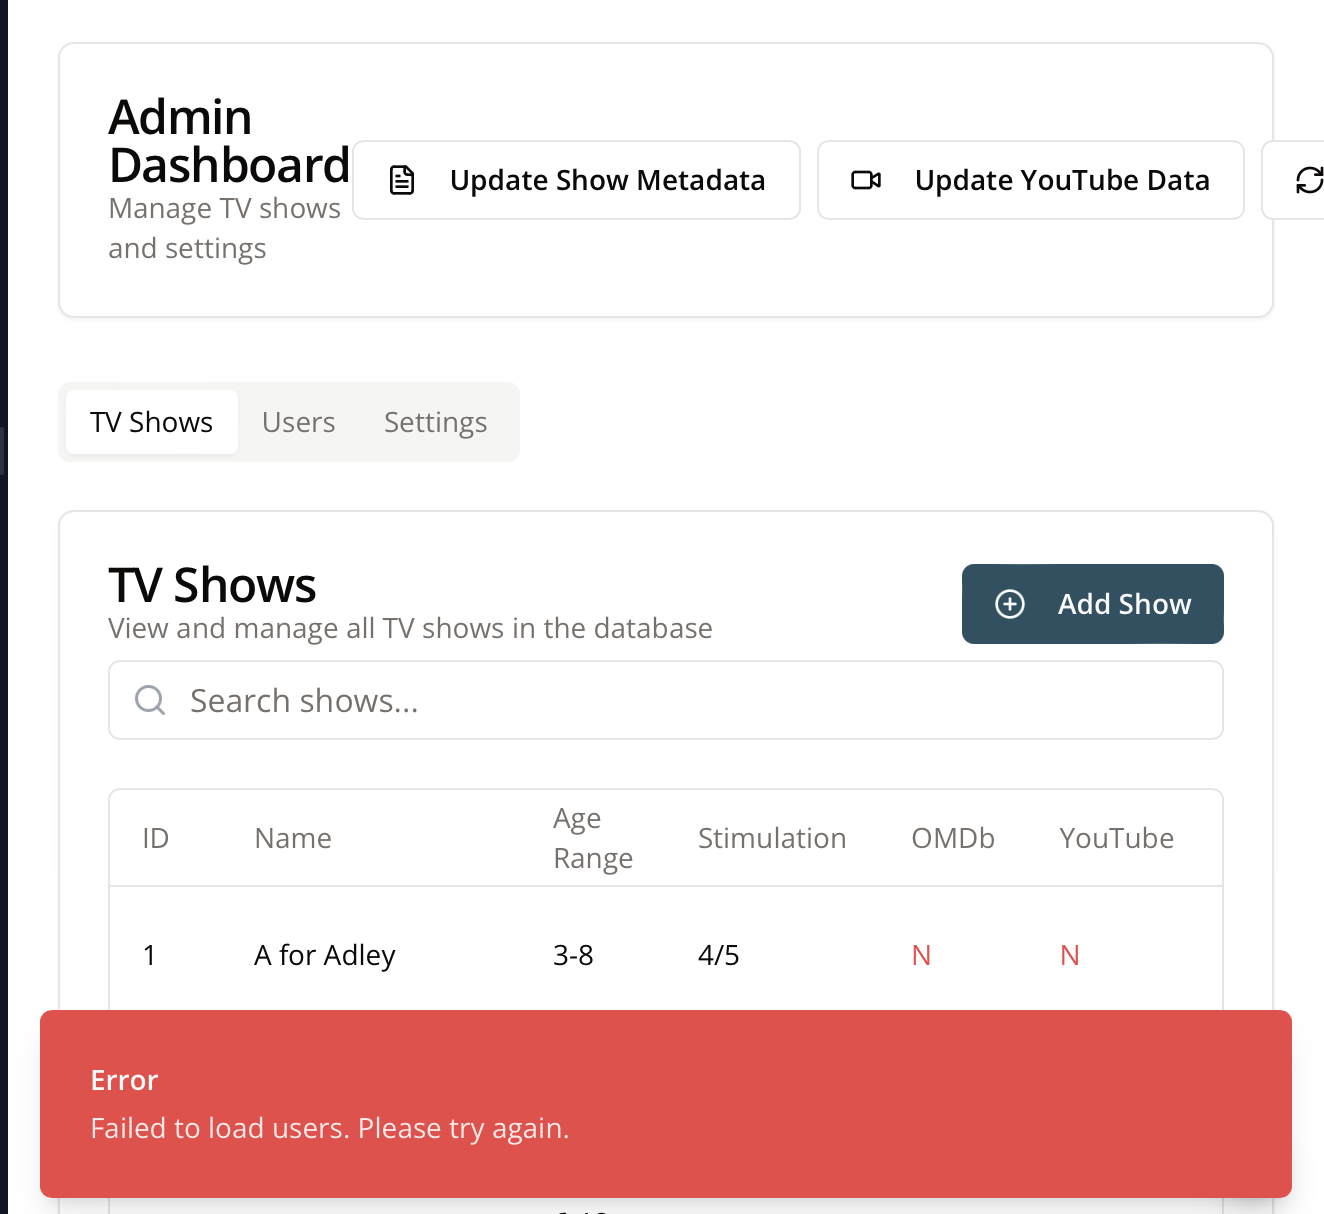 Admin
Dashboard
Manage TV shows
and settings
Update Show Metadata
Update YouTube Data
TV Shows
Users
Settings
TV Shows
View and manage all TV shows in the database
Add Show
Search shows...
ID
Name
Age
Range
Stimulation
OMDb
YouTube
1
A for Adley
3-8
4/5
N
N
Error
Failed to load users. Please try again.